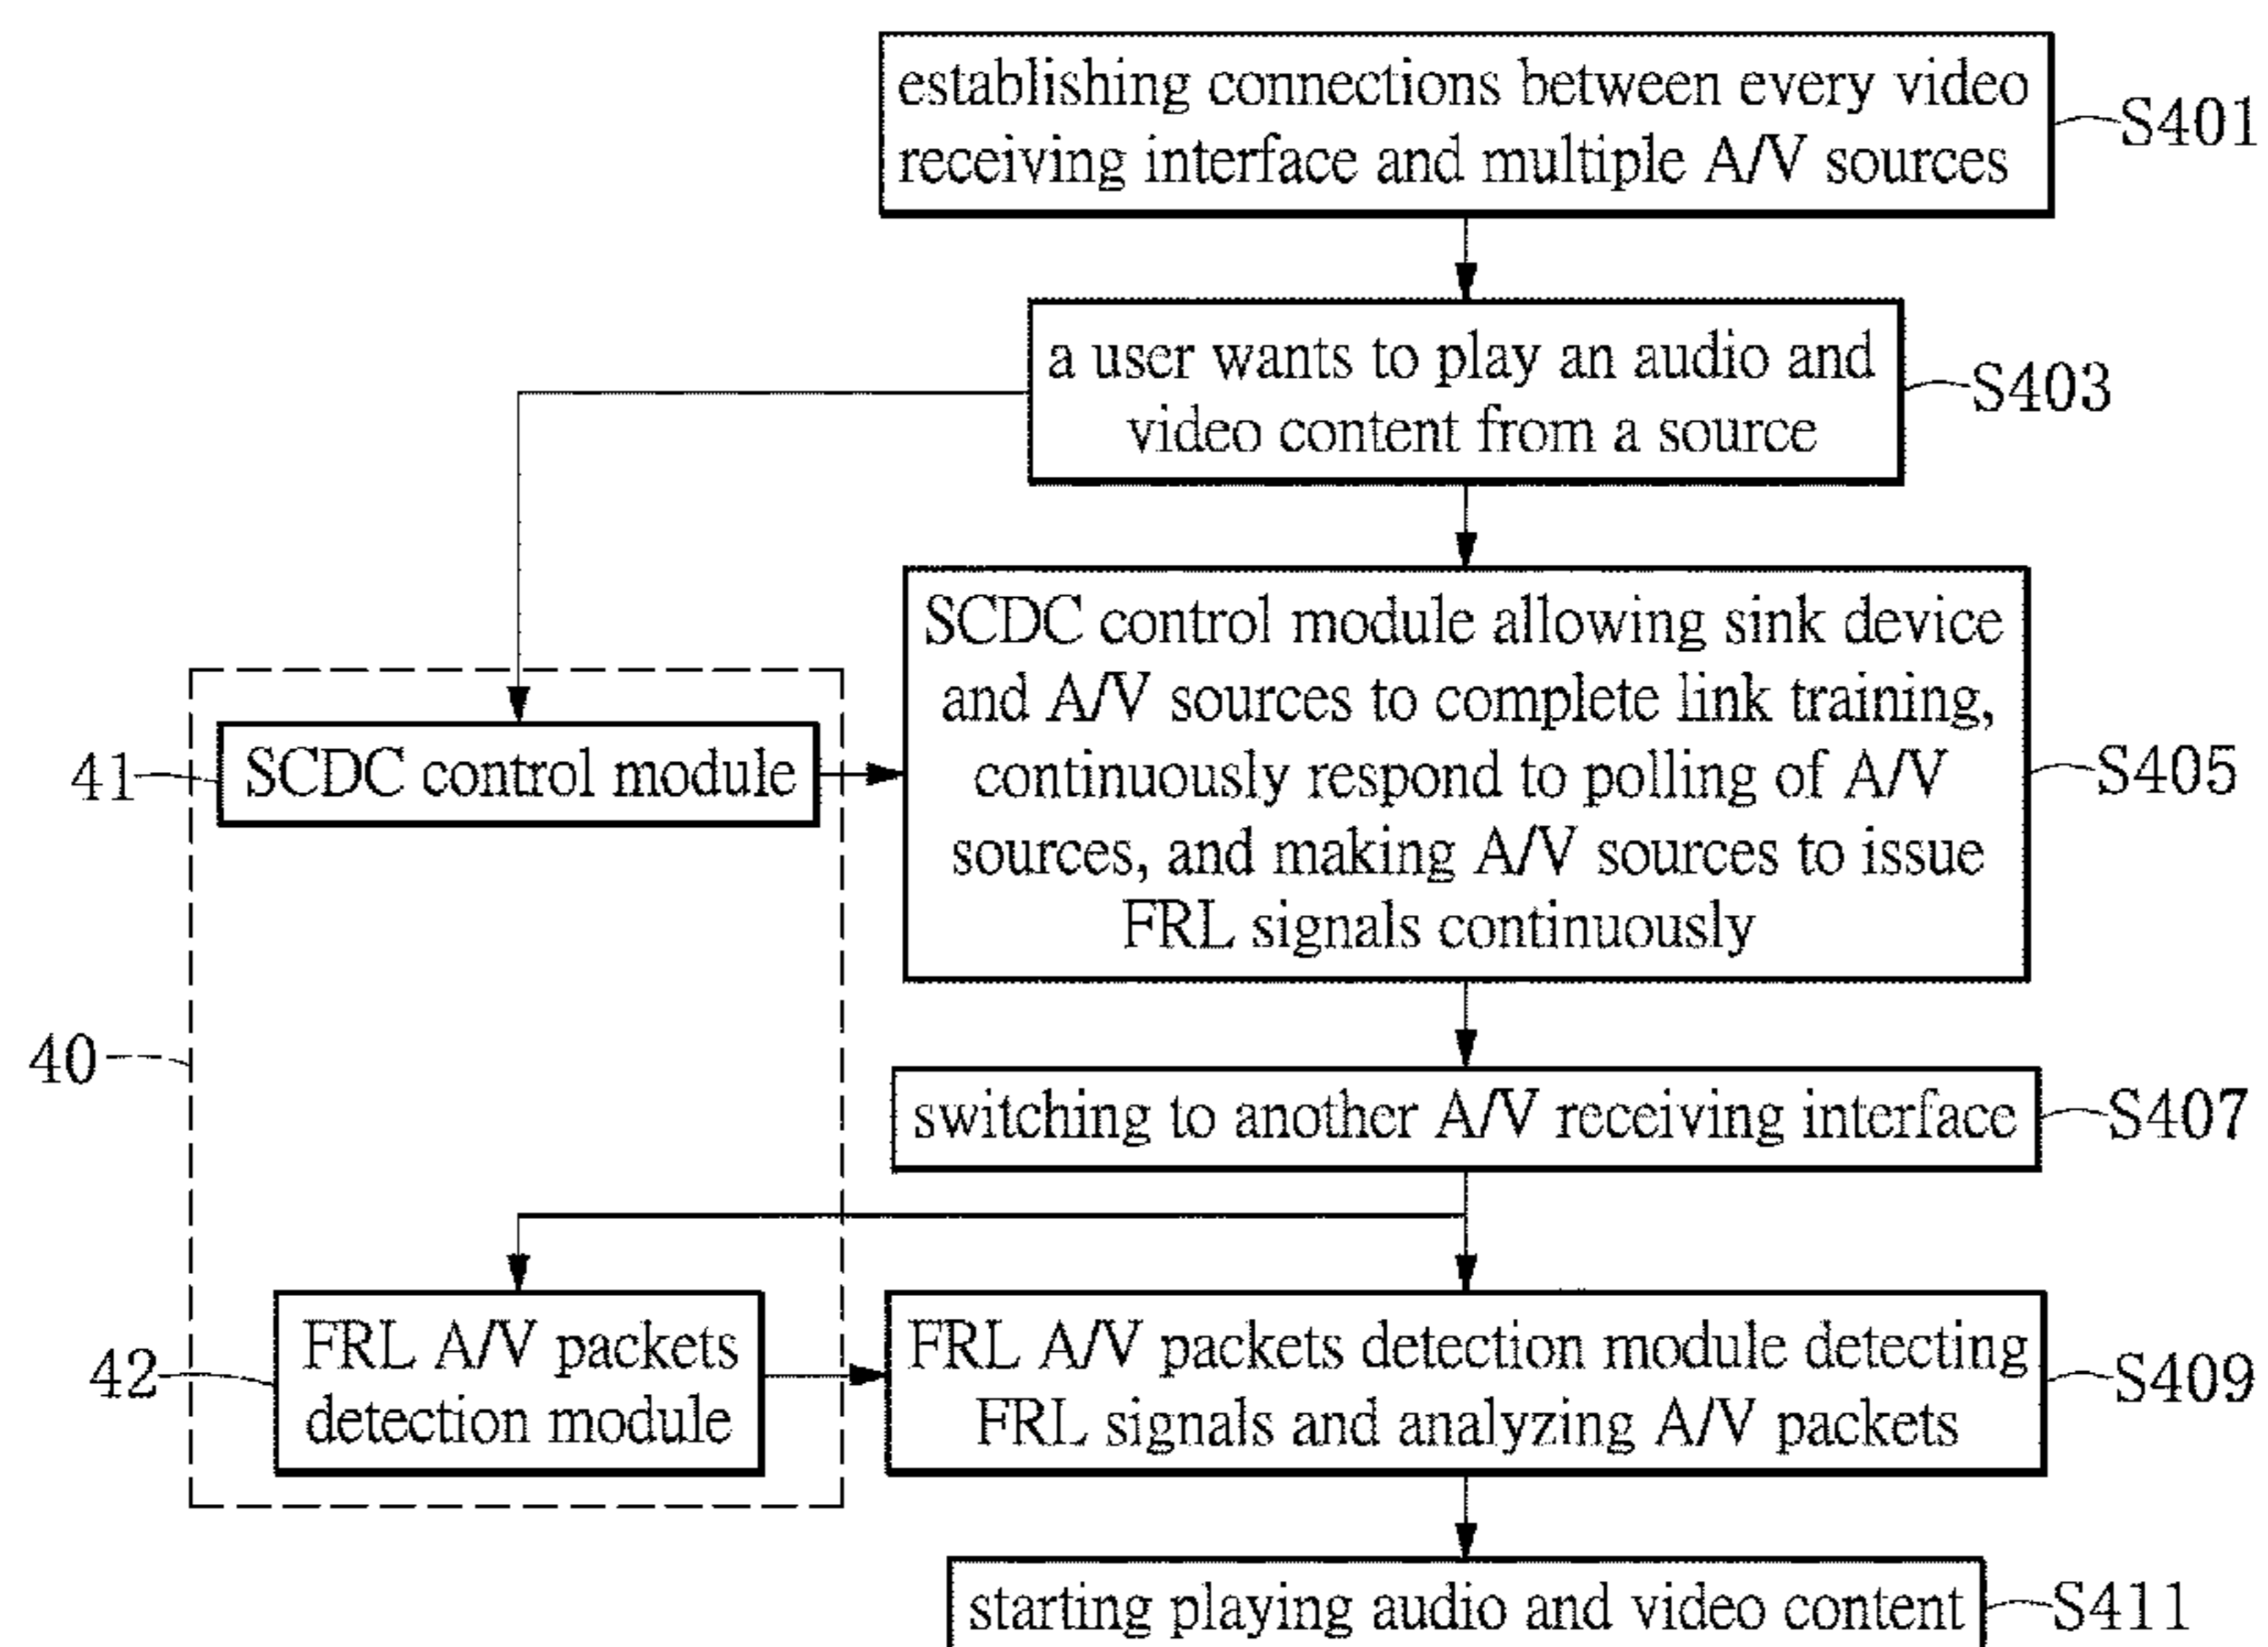 establishing connections between every video
receiving interface and multiple A/V sources
S401
a user wants to play an audio and
video content from a source
S403
SCDC control module allowing sink device
and A/V sources to complete link training,
continuously respond to polling of A/V
sources, and making A/V sources to issue
FRL signals continuously
S405
41
SCDC control module
40
switching to another A/V receiving interface
S407
42
FRL A/V packets
detection module
FRL A/V packets detection module detecting
FRL signals and analyzing A/V packets
S409
starting playing audio and video content
S411